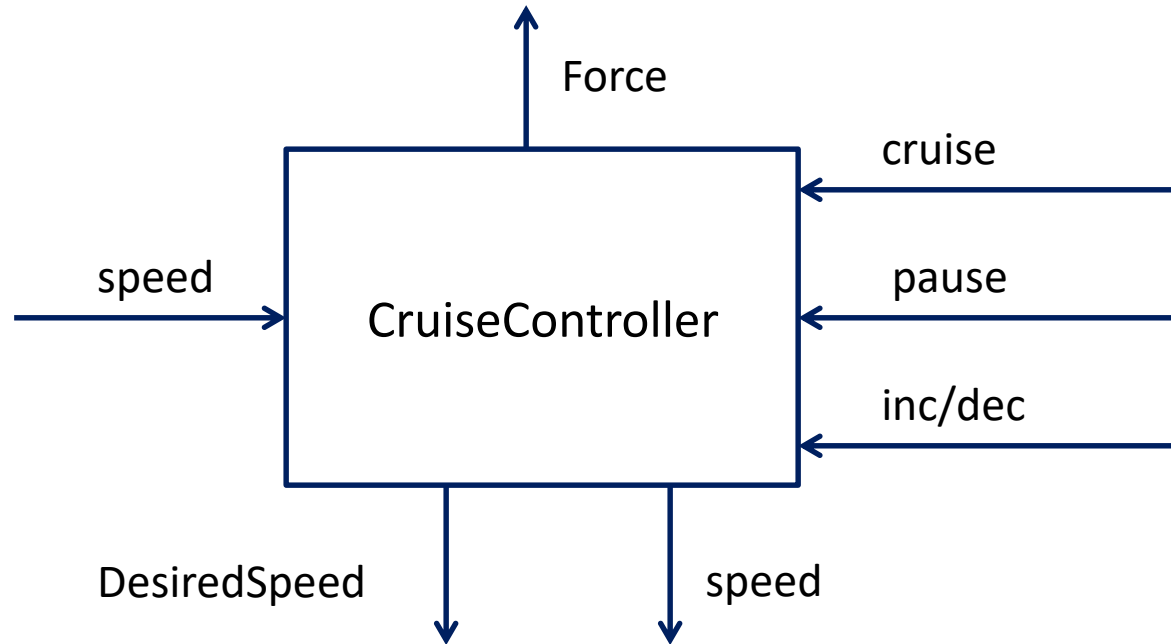 Force
cruise
speed
pause
CruiseController
inc/dec
DesiredSpeed
speed